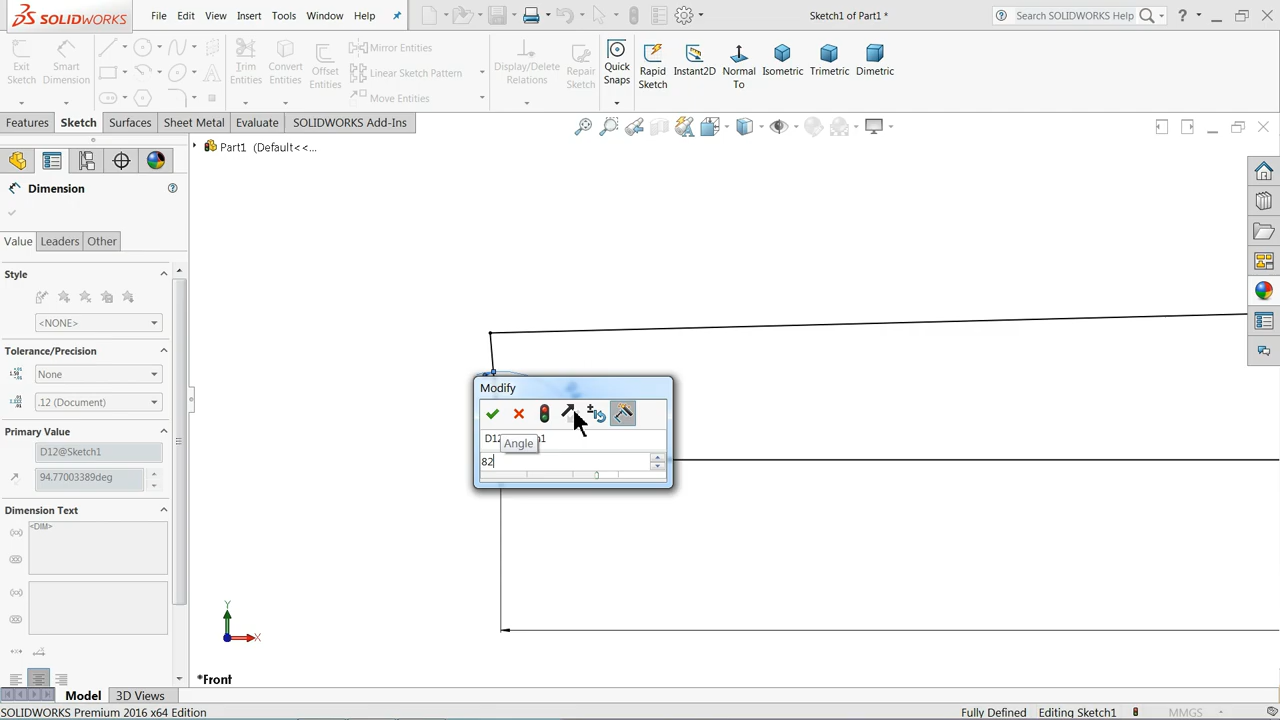 SOLIDWORKS File Edit View Insert Tools Window Help Sketch1 of Part1 * Search SOLIDWORKS Help ?
Exit Sketch
Smart Dimension
Trim Entities
Convert Entities
Offset Entities
Mirror Entities
Linear Sketch Pattern
Move Entities
Display/Delete Relations
Repair Sketch
Quick Snaps
Rapid Sketch
Instant2D
Normal To
Isometric
Trimetric
Dimetric
Features Sketch Surfaces Sheet Metal Evaluate SOLIDWORKS Add-Ins
Part1 (Default<<...
Dimension
Value Leaders Other
Style
<NONE>
Tolerance/Precision
None
.12 (Document)
Primary Value
D12@Sketch1
94.77003389deg
Dimension Text
<DIM>
Modify
Angle
82
Y
X
*Front
Model 3D Views
SOLIDWORKS Premium 2016 x64 Edition Fully Defined Editing Sketch1 MMGS